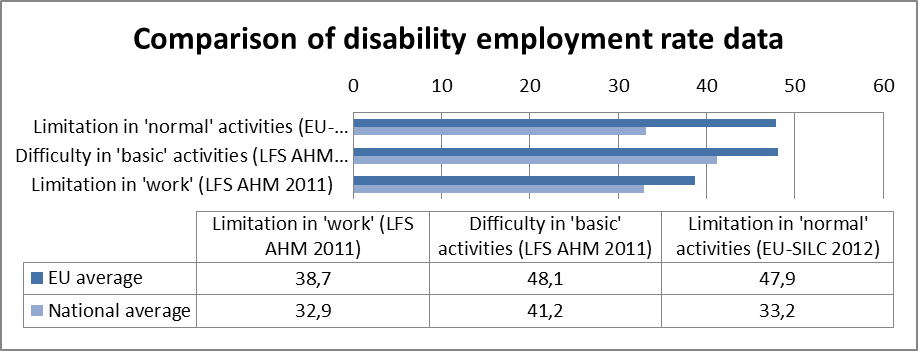 Comparison of disability employment rate data
0 10 20 30 40 50 60
Limitation in 'normal' activities (EU-...
Difficulty in 'basic' activities (LFS AHM...
Limitation in 'work' (LFS AHM 2011)
Limitation in 'work' (LFS AHM 2011) Difficulty in 'basic' activities (LFS AHM 2011) Limitation in 'normal' activities (EU-SILC 2012)
EU average 38,7 48,1 47,9
National average 32,9 41,2 33,2